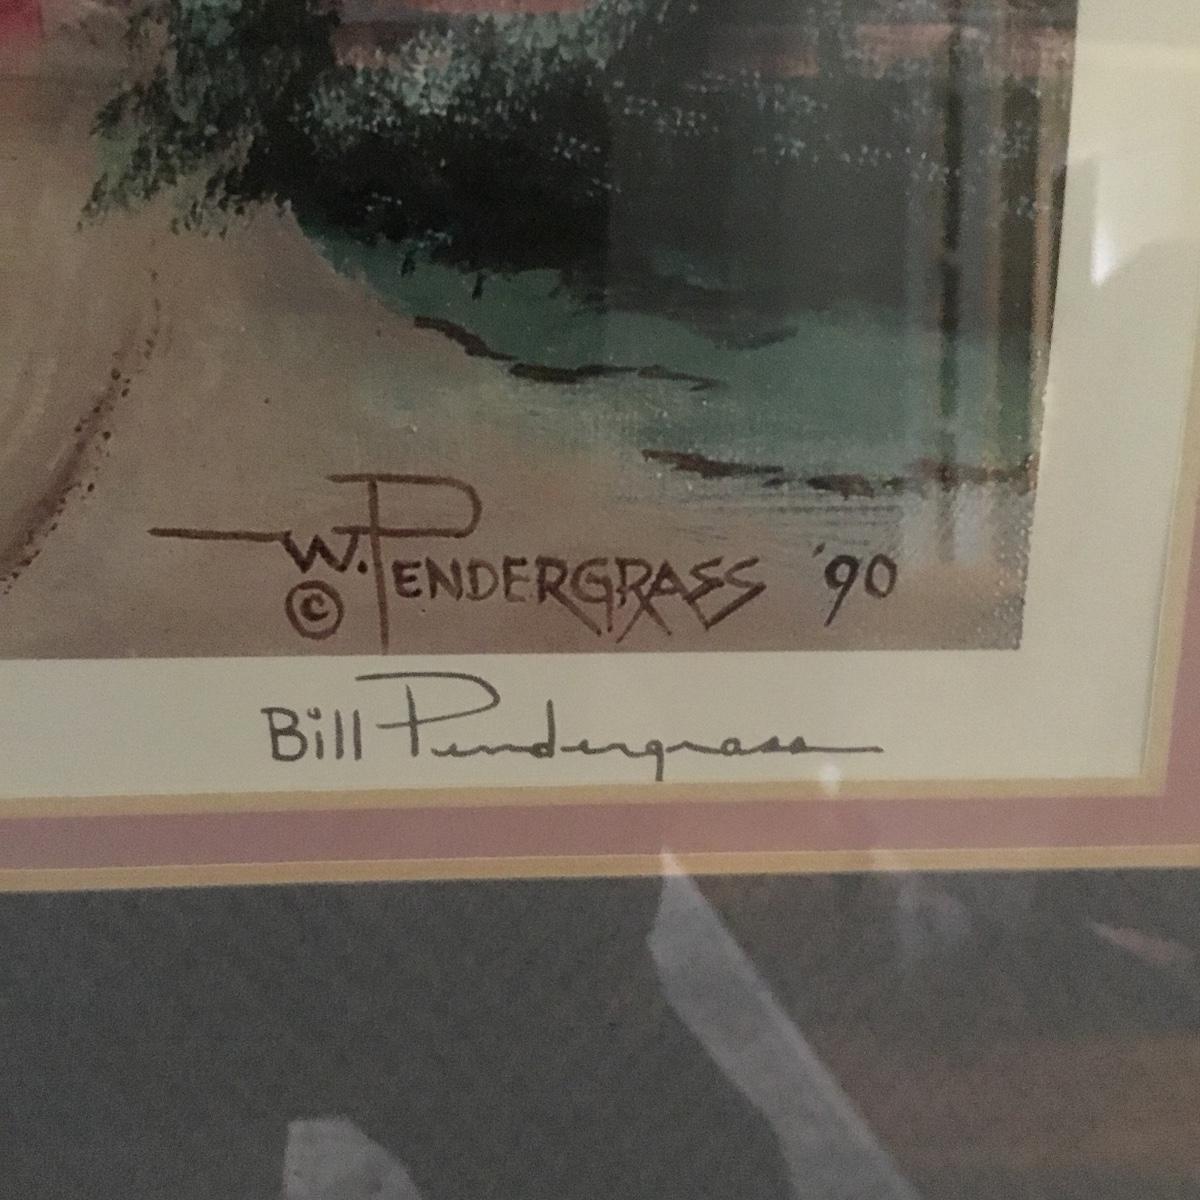 W. PENDERGRASS '90
©
Bill Pendergrass